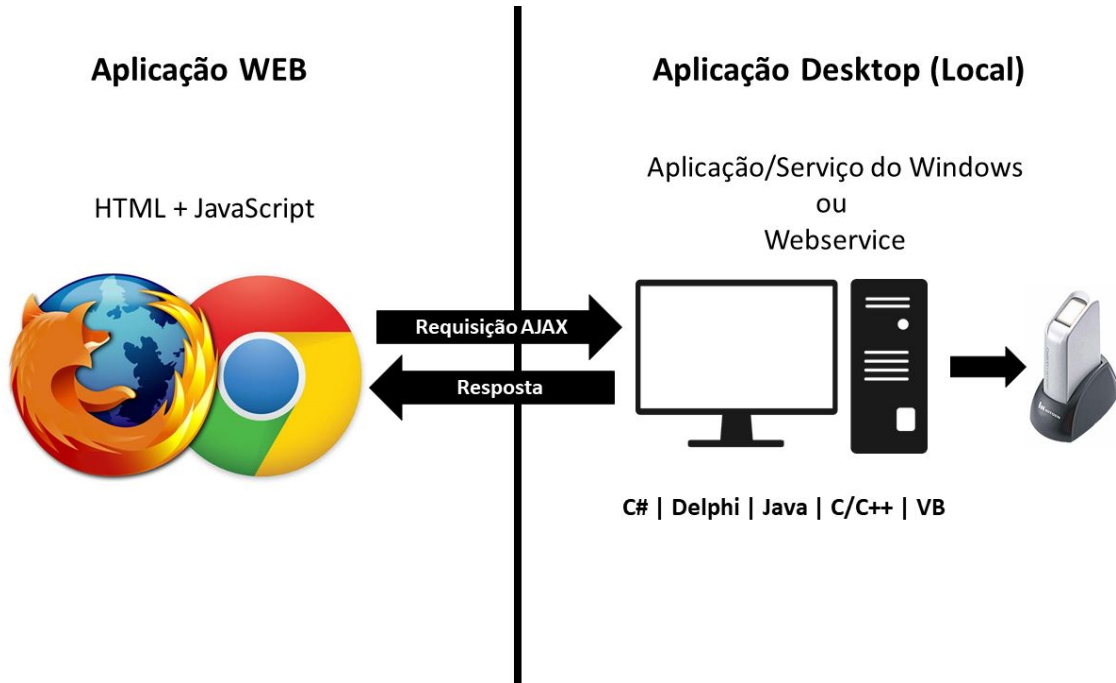 Aplicação WEB
HTML + JavaScript
Requisição AJAX
Resposta
Aplicação Desktop (Local)
Aplicação/Serviço do Windows
ou
Webservice
C# | Delphi | Java | C/C++ | VB